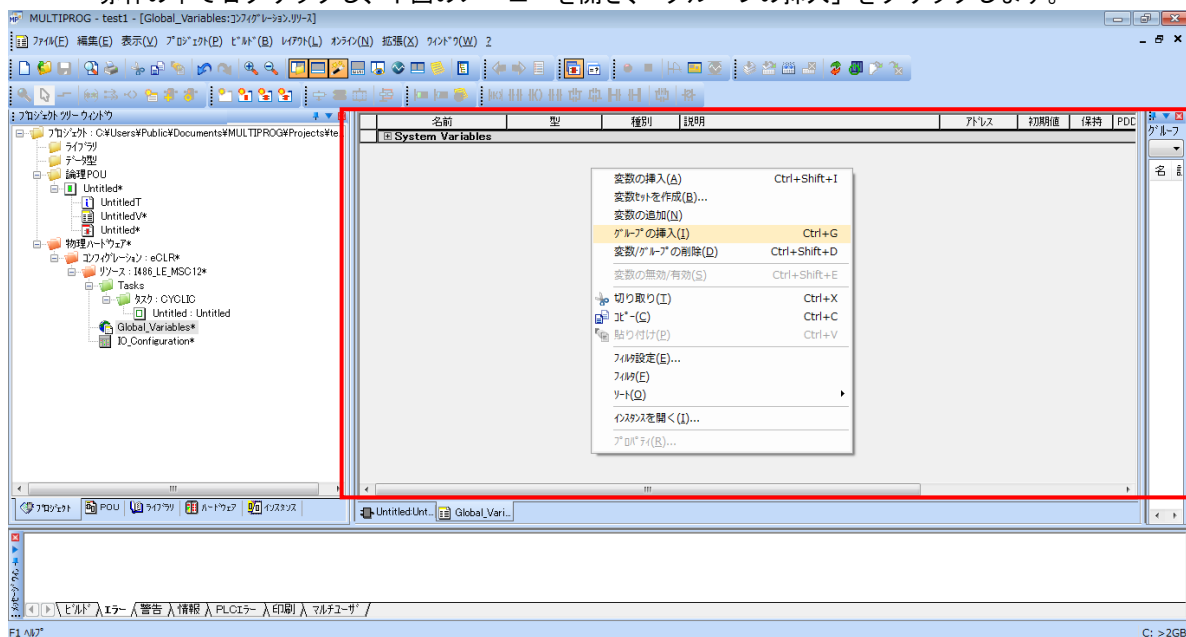 MULTIPROG - test1 - [Global_Variables:ｺﾝﾌｨｸﾞﾚｰｼｮﾝ.ﾘｿｰｽ]
ﾌｧｲﾙ(F) 編集(E) 表示(V) ﾌﾟﾛｼﾞｪｸﾄ(P) ﾋﾞﾙﾄﾞ(B) ﾚｲｱｳﾄ(L) ｵﾝﾗｲﾝ(N) 拡張(X) ｳｨﾝﾄﾞｳ(W) ?
ﾌﾟﾛｼﾞｪｸﾄ ﾂﾘｰ ｳｨﾝﾄﾞｳ
ﾌﾟﾛｼﾞｪｸﾄ : C:¥Users¥Public¥Documents¥MULTIPROG¥Projects¥te
ﾗｲﾌﾞﾗﾘ
ﾃﾞｰﾀ型
論理POU
Untitled*
UntitledT
UntitledV*
Untitled*
物理ﾊｰﾄﾞｳｪｱ*
ｺﾝﾌｨｸﾞﾚｰｼｮﾝ : eCLR*
ﾘｿｰｽ : I486_LE_MSC12*
Tasks
ﾀｽｸ : CYCLIC
Untitled : Untitled
Global_Variables*
IO_Configuration*
ﾌﾟﾛｼﾞｪｸﾄ POU ﾗｲﾌﾞﾗﾘ ﾊｰﾄﾞｳｪｱ ｲﾝｽﾀﾝｽ
名前 型 種別 説明 ｱﾄﾞﾚｽ 初期値 保持 PDD
System Variables
変数の挿入(A) Ctrl+Shift+I
変数ｾｯﾄを作成(B)...
変数の追加(N)
ｸﾞﾙｰﾌﾟの挿入(I) Ctrl+G
変数/ｸﾞﾙｰﾌﾟの削除(D) Ctrl+Shift+D
変数の無効/有効(S) Ctrl+Shift+E
切り取り(T) Ctrl+X
ｺﾋﾟｰ(C) Ctrl+C
貼り付け(P) Ctrl+V
ﾌｨﾙﾀ設定(E)...
ﾌｨﾙﾀ(F)
ｿｰﾄ(O)
ｲﾝｽﾀﾝｽを開く(I)...
ﾌﾟﾛﾊﾟﾃｨ(R)...
Untitled:Unt... Global_Vari...
ｸﾞﾙｰﾌ
名
ﾋﾞﾙﾄﾞ ｴﾗｰ 警告 情報 PLCｴﾗｰ 印刷 ﾏﾙﾁﾕｰｻﾞ
F1 ﾍﾙﾌﾟ
C: >2GB